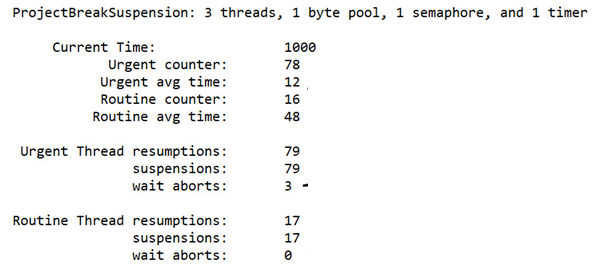 ProjectBreakSuspension: 3 threads, 1 byte pool, 1 semaphore, and 1 timer
Current Time: 1000
Urgent counter: 78
Urgent avg time: 12
Routine counter: 16
Routine avg time: 48
Urgent Thread resumptions: 79
suspensions: 79
wait aborts: 3
Routine Thread resumptions: 17
suspensions: 17
wait aborts: 0